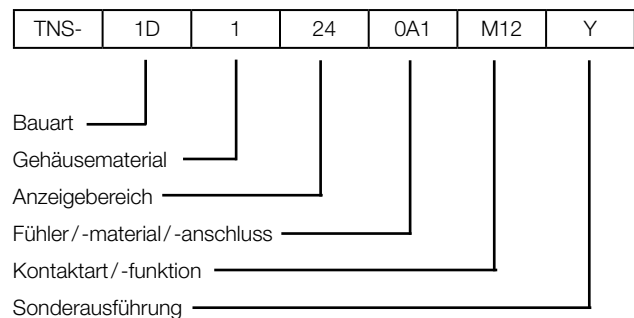 TNS- 1D 1 24 0A1 M12 Y
Bauart
Gehäusematerial
Anzeigebereich
Fühler/-material/-anschluss
Kontaktart/-funktion
Sonderausführung